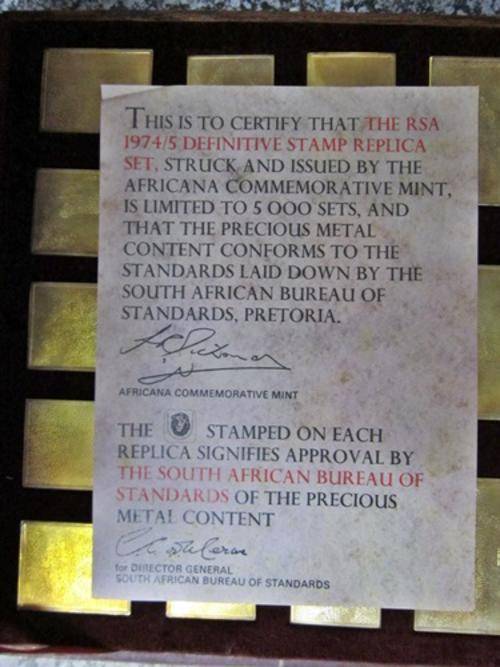 THIS IS TO CERTIFY THAT THE RSA
1974/5 DEFINITIVE STAMP REPLICA
SET, STRUCK AND ISSUED BY THE
AFRICANA COMMEMORATIVE MINT,
IS LIMITED TO 5 000 SETS, AND
THAT THE PRECIOUS METAL
CONTENT CONFORMS TO THE
STANDARDS LAID DOWN BY THE
SOUTH AFRICAN BUREAU OF
STANDARDS, PRETORIA.
AFRICANA COMMEMORATIVE MINT
THE STAMPED ON EACH
REPLICA SIGNIFIES APPROVAL BY
THE SOUTH AFRICAN BUREAU OF
STANDARDS OF THE PRECIOUS
METAL CONTENT
for DIRECTOR GENERAL
SOUTH AFRICAN BUREAU OF STANDARDS